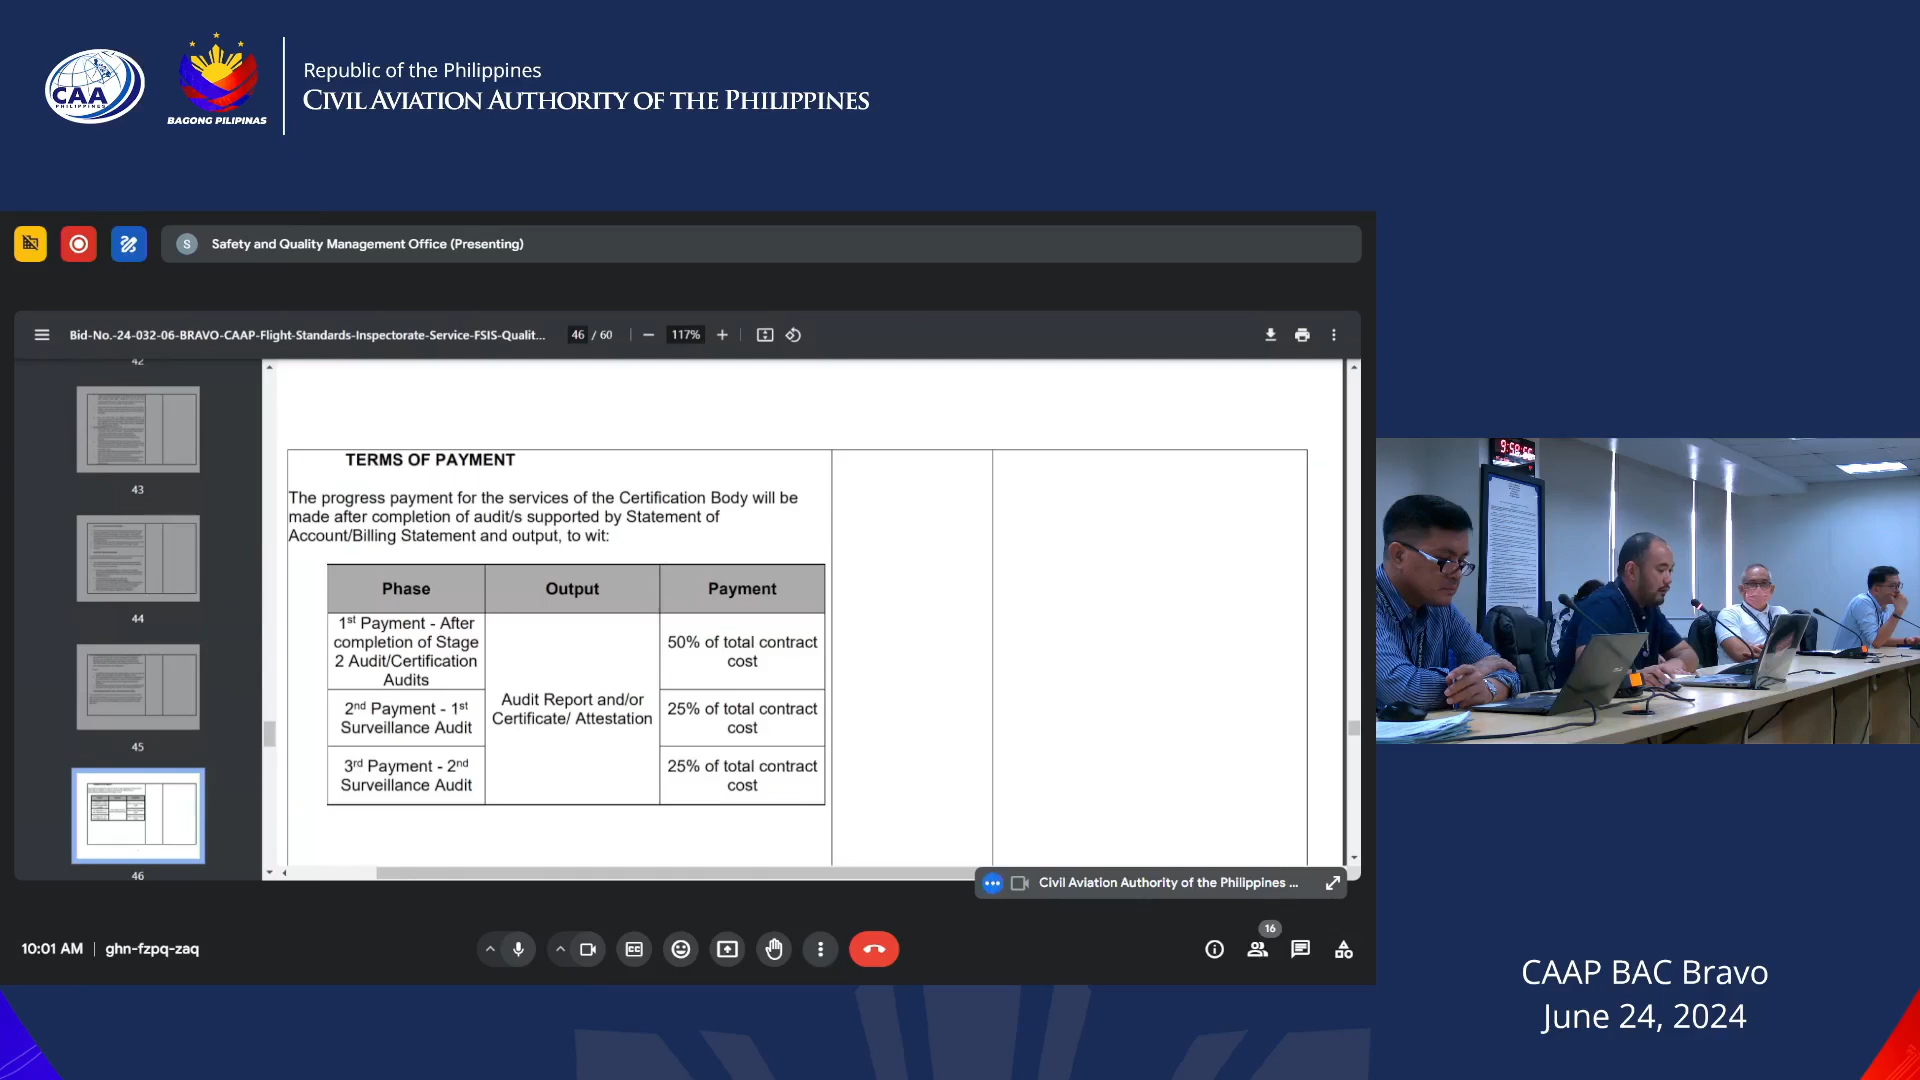 CAA
PHILIPPINES
BAGONG PILIPINAS
Republic of the Philippines
CIVIL AVIATION AUTHORITY OF THE PHILIPPINES
S
Safety and Quality Management Office (Presenting)
Bid-No.-24-032-06-BRAVO-CAAP-Flight-Standards-Inspectorate-Service-FSIS-Qualit...
46 / 60
117%
42
43
44
45
46
TERMS OF PAYMENT
The progress payment for the services of the Certification Body will be
made after completion of audit/s supported by Statement of
Account/Billing Statement and output, to wit:
Phase Output Payment
1st Payment - After
completion of Stage
2 Audit/Certification
Audits
50% of total contract
cost
2nd Payment - 1st
Surveillance Audit
Audit Report and/or
Certificate/ Attestation
25% of total contract
cost
3rd Payment - 2nd
Surveillance Audit
25% of total contract
cost
Civil Aviation Authority of the Philippines ...
10:01 AM | ghn-fzpq-zaq
CC
16
CAAP BAC Bravo
June 24, 2024